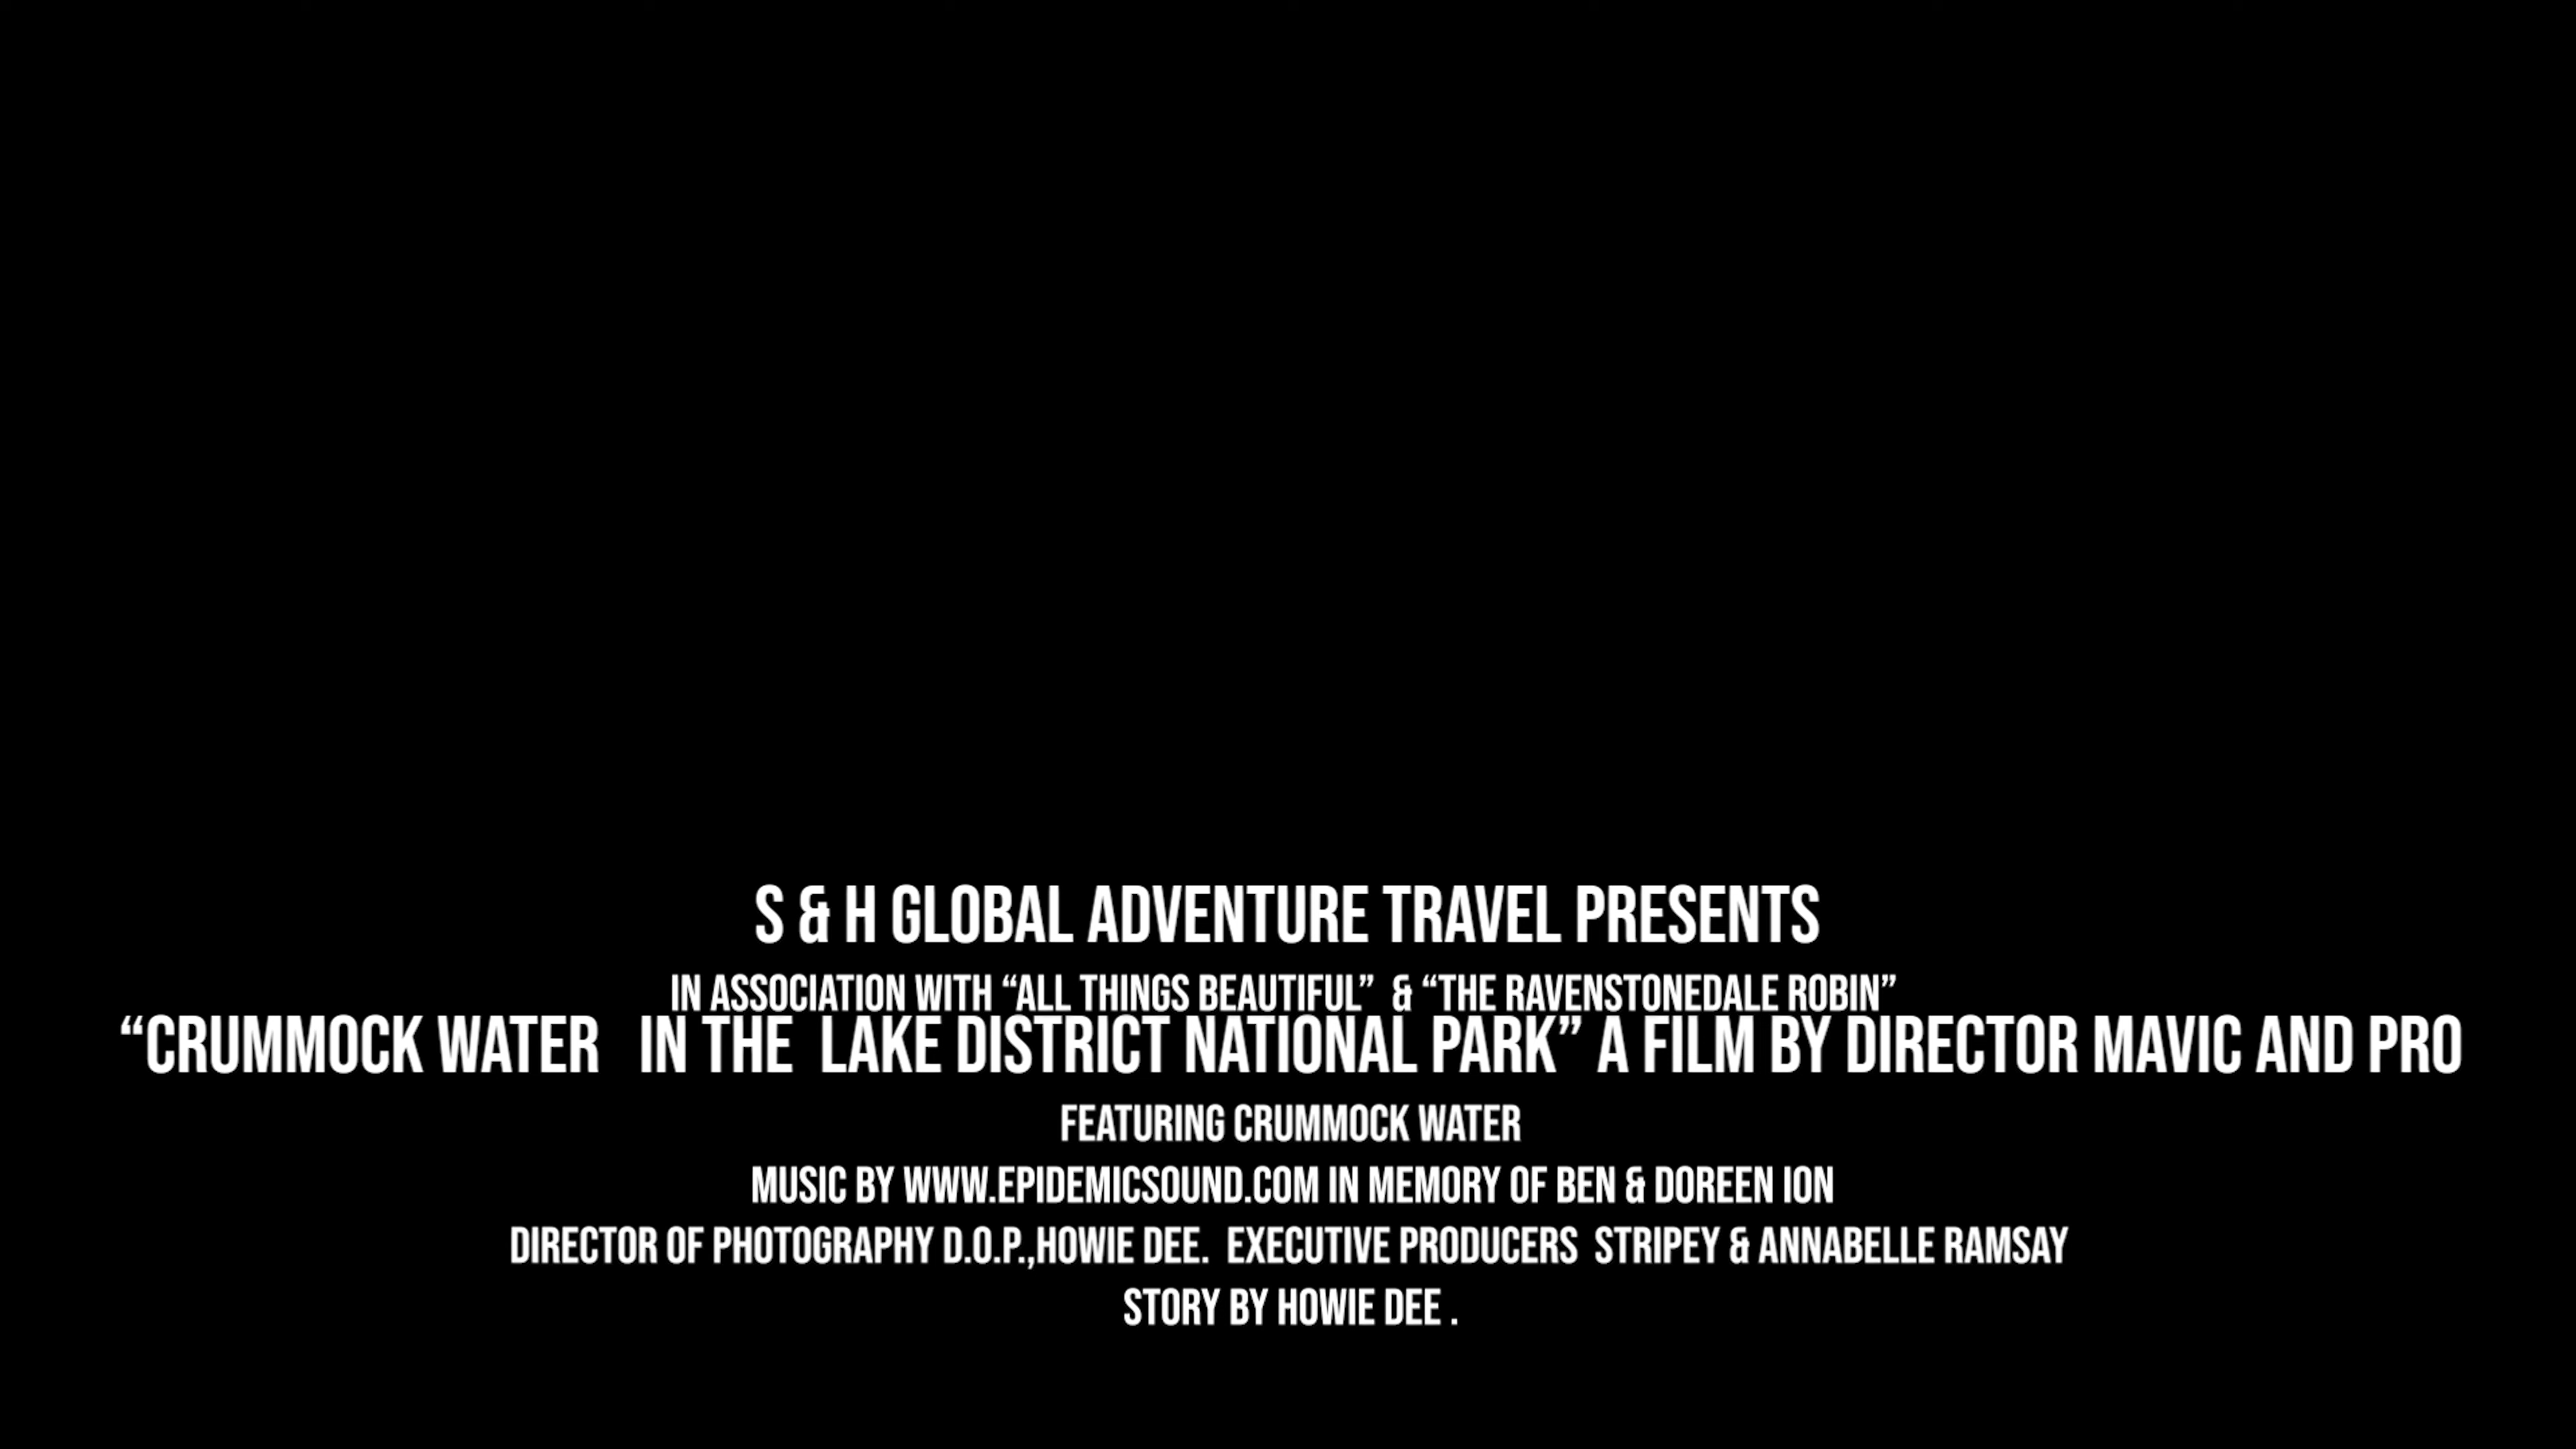 S & H GLOBAL ADVENTURE TRAVEL PRESENTS
IN ASSOCIATION WITH “ALL THINGS BEAUTIFUL” & “THE RAVENSTONEDALE ROBIN”
“CRUMMOCK WATER IN THE LAKE DISTRICT NATIONAL PARK” A FILM BY DIRECTOR MAVIC AND PRO
FEATURING CRUMMOCK WATER
MUSIC BY WWW.EPIDEMICSOUND.COM IN MEMORY OF BEN & DOREEN ION
DIRECTOR OF PHOTOGRAPHY D.O.P.,HOWIE DEE. EXECUTIVE PRODUCERS STRIPEY & ANNABELLE RAMSAY
STORY BY HOWIE DEE .